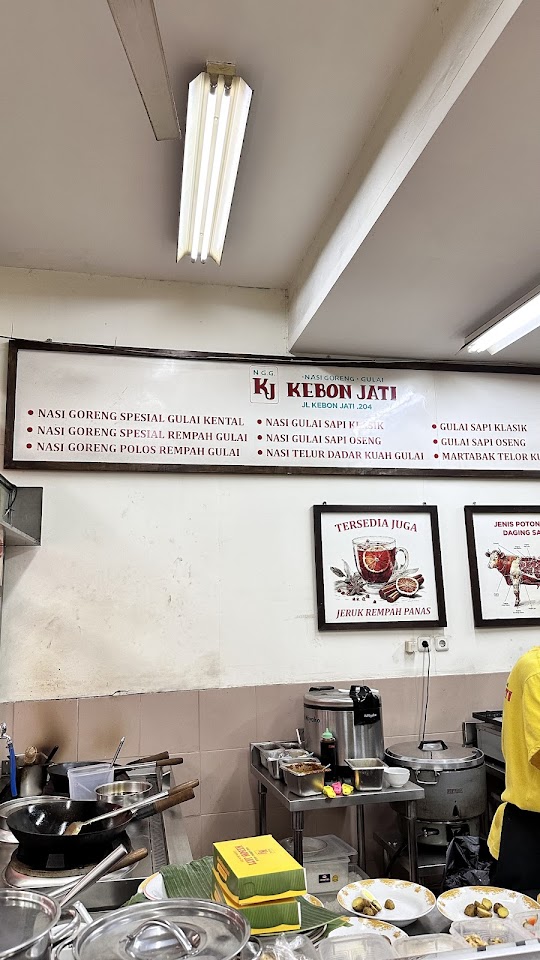 N.G.G
KJ
·NASI GORENG · GULAI
KEBON JATI
JL KEBON JATI ,204
• NASI GORENG SPESIAL GULAI KENTAL
• NASI GORENG SPESIAL REMPAH GULAI
• NASI GORENG POLOS REMPAH GULAI
• NASI GULAI SAPI KLASIK
• NASI GULAI SAPI OSENG
• NASI TELUR DADAR KUAH GULAI
• GULAI SAPI KLASIK
• GULAI SAPI OSENG
• MARTABAK TELOR KU
TERSEDIA JUGA
JERUK REMPAH PANAS
JENIS POTON
DAGING SA
KEBON
JATI